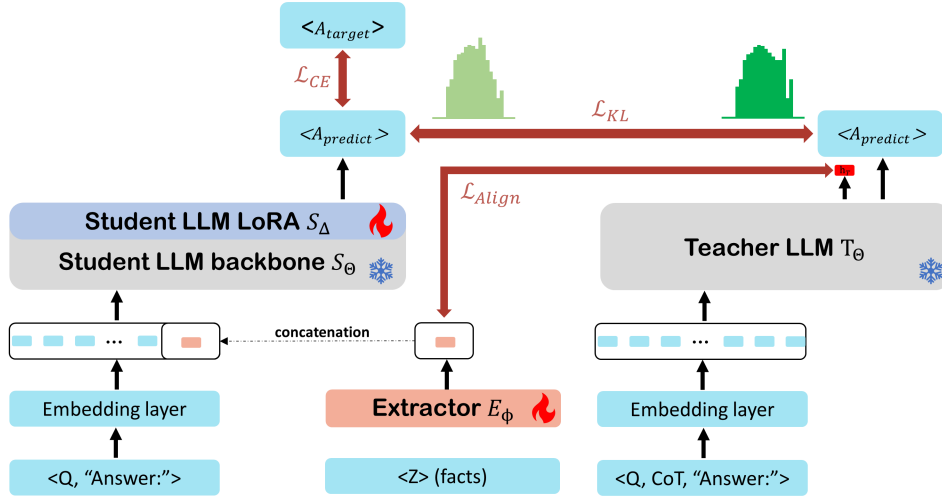 <A_target>
ℒ_CE
ℒ_KL
<A_predict>
<A_predict>
h_T
ℒ_Align
Student LLM LoRA S_Δ
Student LLM backbone S_Θ
Teacher LLM T_Θ
...
concatenation
...
Embedding layer
Extractor E_ϕ
Embedding layer
<Q, “Answer:”>
<Z> (facts)
<Q, CoT, “Answer:”>